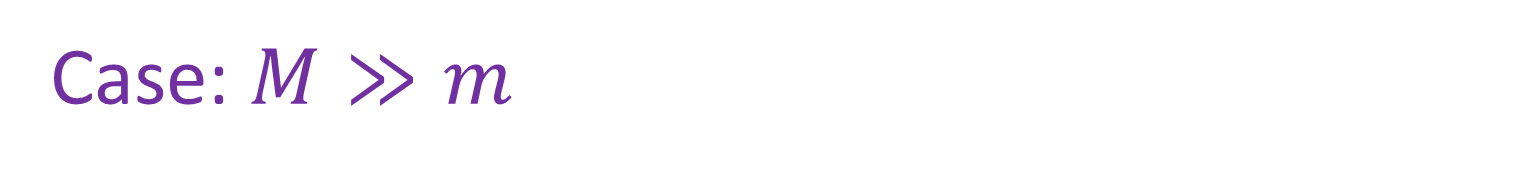 Case: 𝑀 ≫ 𝑚